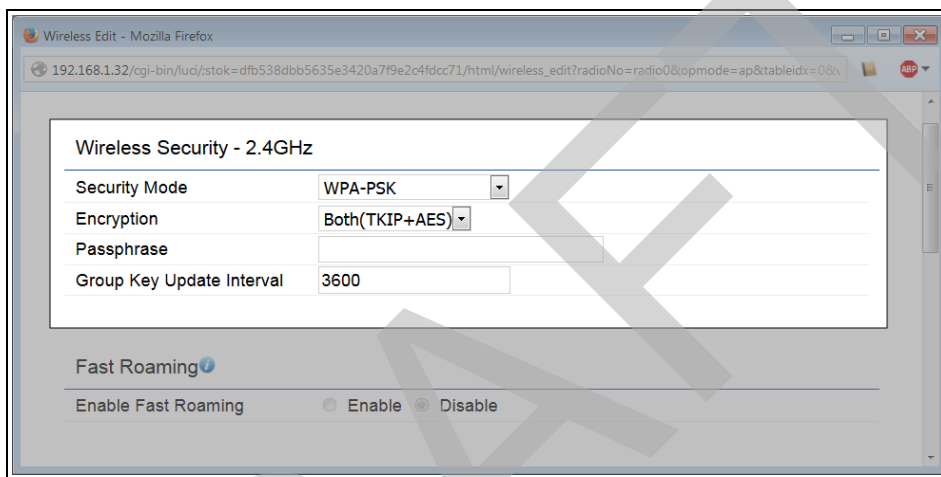 Wireless Edit - Mozilla Firefox
192.168.1.32/cgi-bin/luci/;stok=dfb538dbb5635e3420a7f9e2c4fdcc71/html/wireless_edit?radioNo=radio0&opmode=ap&tableidx=0&
ABP
Wireless Security - 2.4GHz
Security Mode WPA-PSK
Encryption Both(TKIP+AES)
Passphrase
Group Key Update Interval 3600
Fast Roaming
Enable Fast Roaming Enable Disable